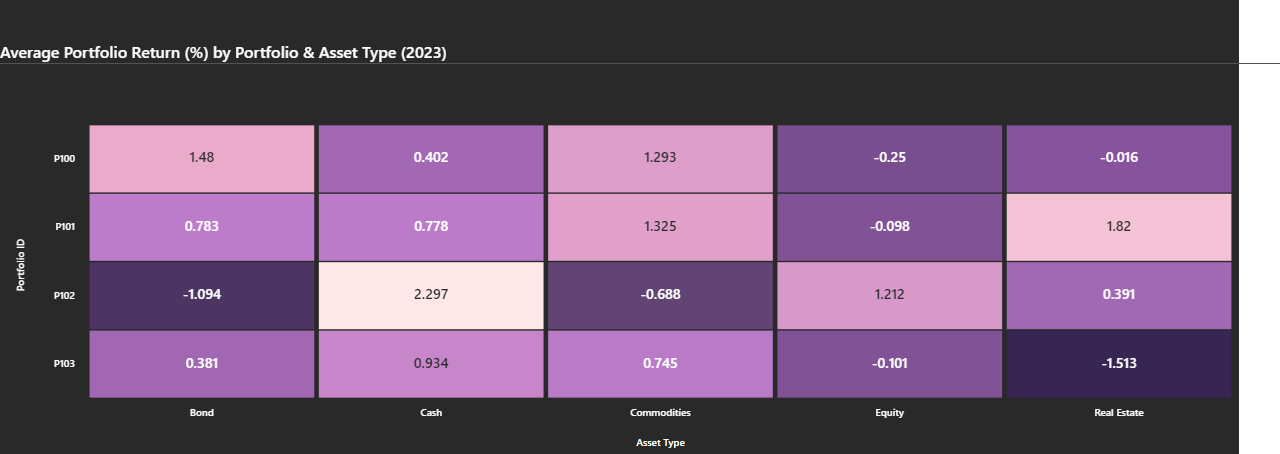 Average Portfolio Return (%) by Portfolio & Asset Type (2023)
Portfolio ID
P100 1.48 0.402 1.293 -0.25 -0.016
P101 0.783 0.778 1.325 -0.098 1.82
P102 -1.094 2.297 -0.688 1.212 0.391
P103 0.381 0.934 0.745 -0.101 -1.513
Bond Cash Commodities Equity Real Estate
Asset Type